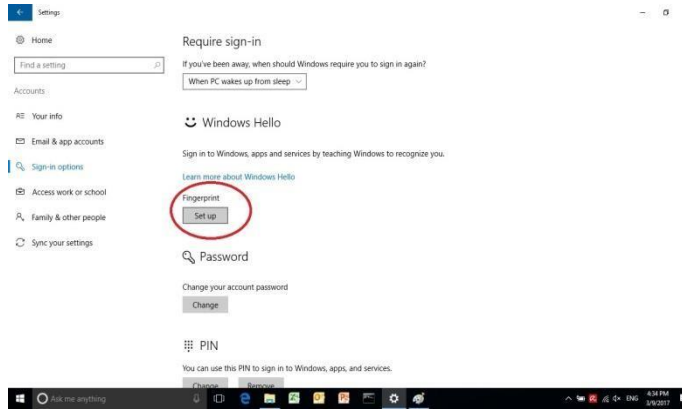 Settings
Home
Find a setting
Accounts
Your info
Email & app accounts
Sign-in options
Access work or school
Family & other people
Sync your settings
Require sign-in
If you've been away, when should Windows require you to sign in again?
When PC wakes up from sleep
Windows Hello
Sign in to Windows, apps and services by teaching Windows to recognize you.
Learn more about Windows Hello
Fingerprint
Set up
Password
Change your account password
Change
PIN
You can use this PIN to sign in to Windows, apps, and services.
Change Remove
Ask me anything
ENG
4:34 PM
3/9/2017